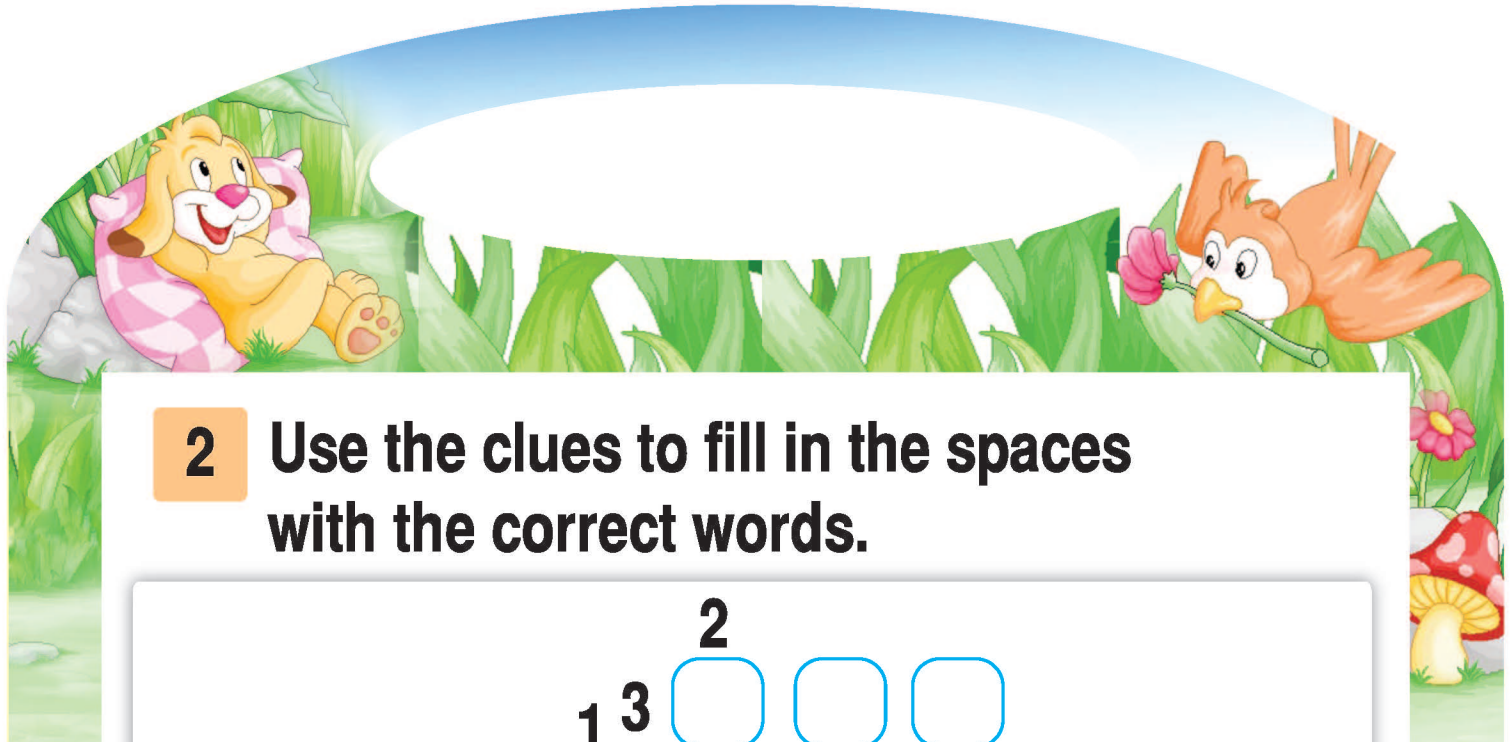 2 Use the clues to fill in the spaces
with the correct words.
2
1 3